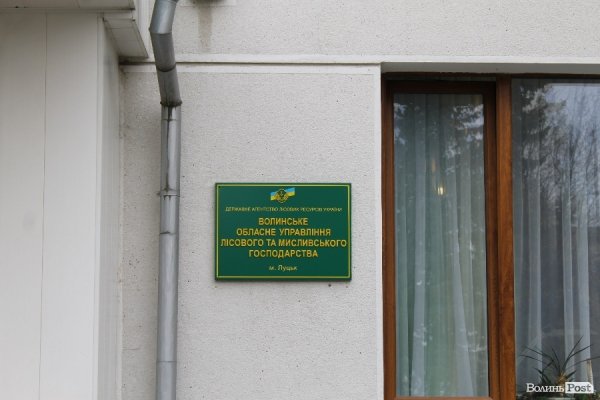 ДЕРЖАВНЕ АГЕНТСТВО ЛІСОВИХ РЕСУРСІВ УКРАЇНИ
ВОЛИНСЬКЕ
ОБЛАСНЕ УПРАВЛІННЯ
ЛІСОВОГО ТА МИСЛИВСЬКОГО
ГОСПОДАРСТВА
м. Луцьк
ВолиньPost